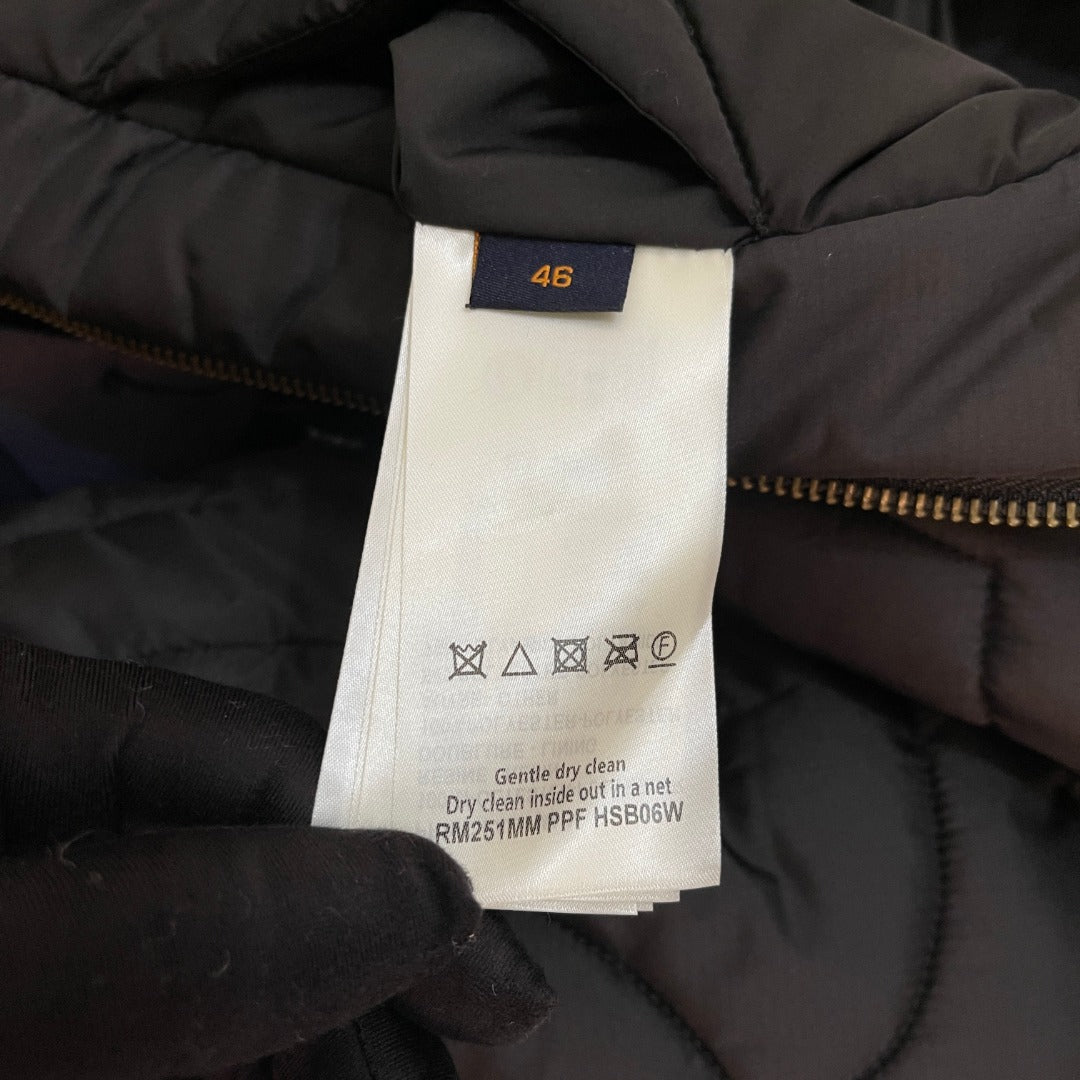 46
F
Gentle dry clean
Dry clean inside out in a net
RM251MM PPF HSB06W